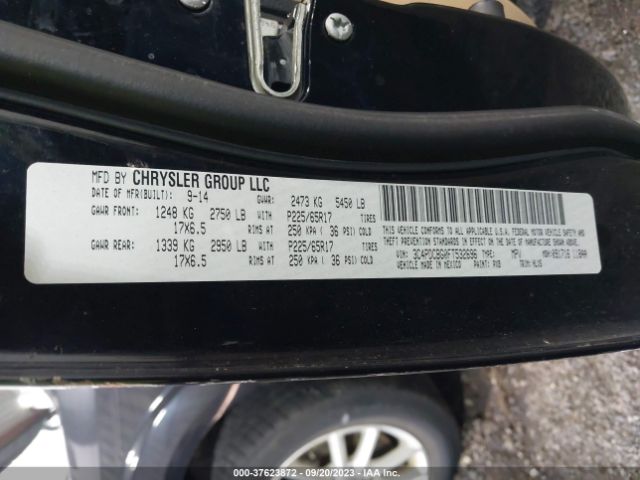 MFD BY CHRYSLER GROUP LLC
DATE OF MFR(BUILT): 9-14 GVWR: 2473 KG 5450 LB
GAWR FRONT: 1248 KG 2750 LB WITH P225/65R17 TIRES
17X6.5 RIMS AT 250 KPA ( 36 PSI) COLD
GAWR REAR: 1339 KG 2950 LB WITH P225/65R17 TIRES
17X6.5 RIMS AT 250 KPA ( 36 PSI) COLD
THIS VEHICLE CONFORMS TO ALL APPLICABLE U.S.A. FEDERAL MOTOR VEHICLE SAFETY AND
THEFT PREVENTION STANDARDS IN EFFECT ON THE DATE OF MANUFACTURE SHOWN ABOVE.
VIN: TYPE: MPV MDH:
VEHICLE MADE IN MEXICO PAINT: PX8 TRIM:
000-37623872 - 09/20/2023 - IAA Inc.